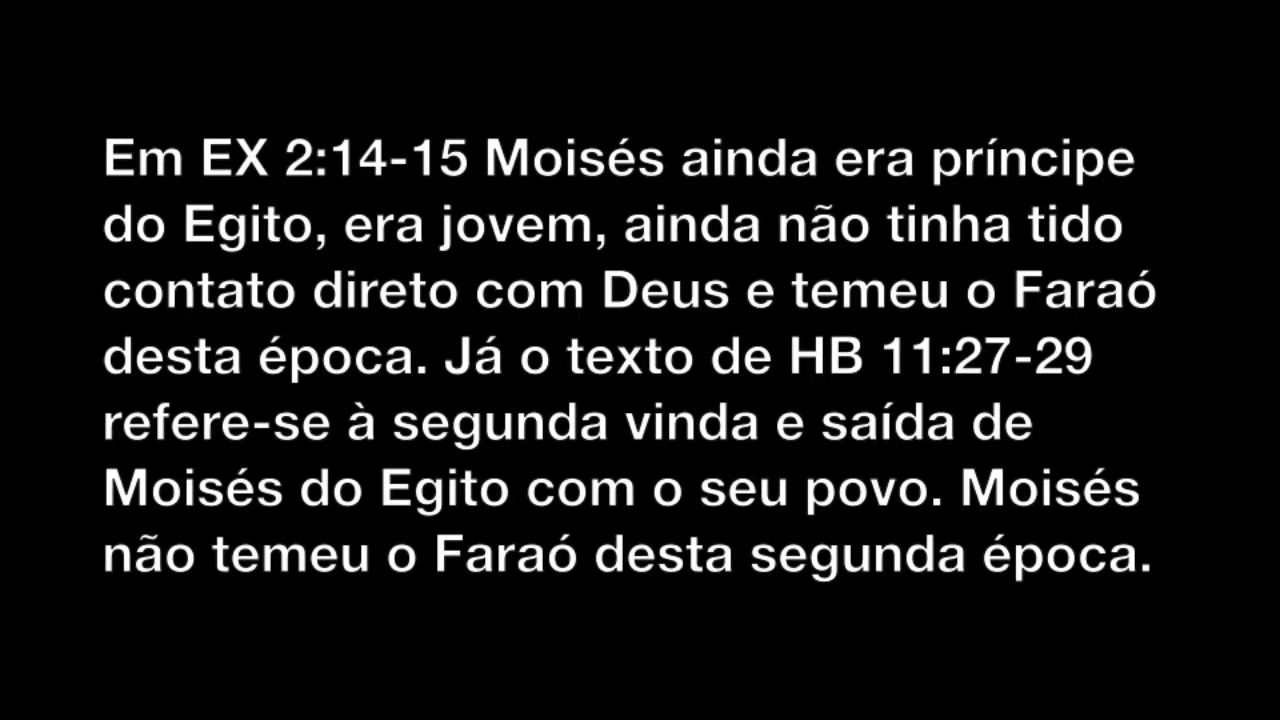 Em EX 2:14-15 Moisés ainda era príncipe
do Egito, era jovem, ainda não tinha tido
contato direto com Deus e temeu o Faraó
desta época. Já o texto de HB 11:27-29
refere-se à segunda vinda e saída de
Moisés do Egito com o seu povo. Moisés
não temeu o Faraó desta segunda época.